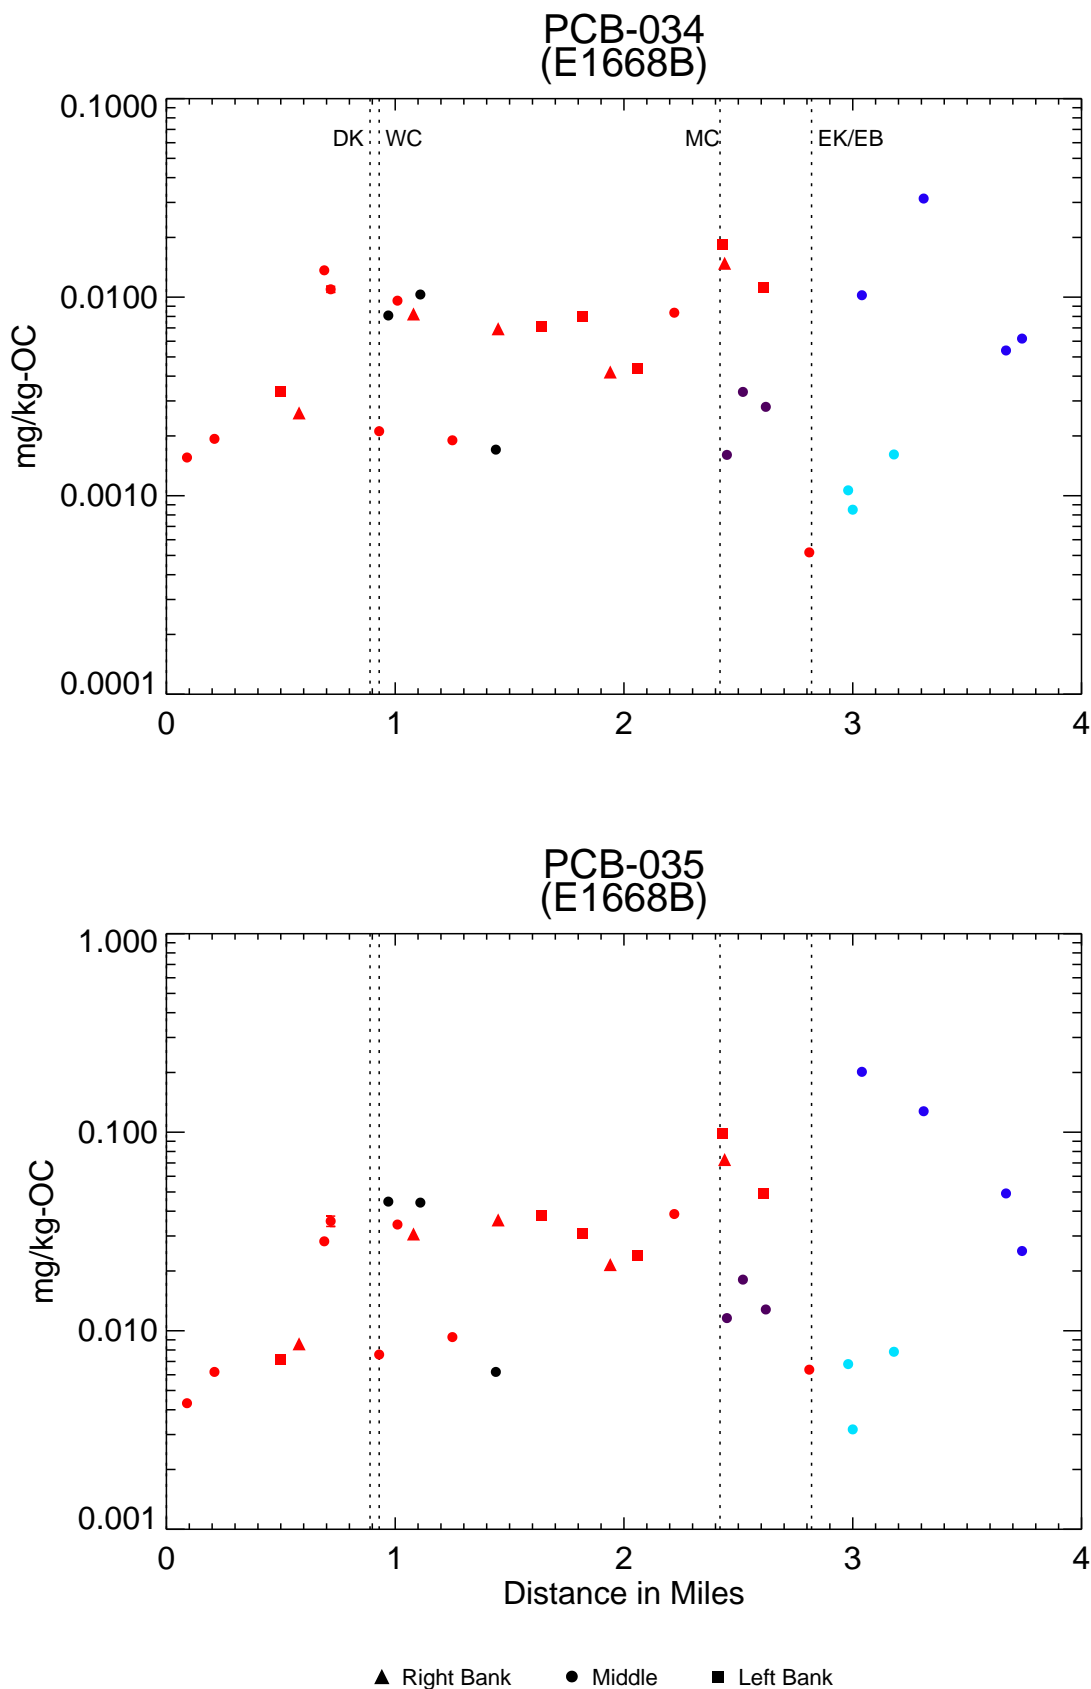 PCB-034
(E1668B)
0.1000
DK
WC
MC
EK/EB
0.0100
mg/kg-OC
0.0010
0.0001
0 1 2 3 4
PCB-035
(E1668B)
1.000
0.100
mg/kg-OC
0.010
0.001
0 1 2 3 4
Distance in Miles
Right Bank Middle Left Bank